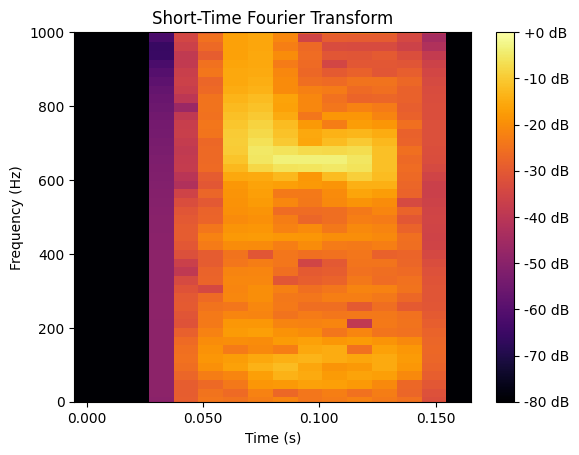 Short-Time Fourier Transform
1000
800
600
400
200
0
Frequency (Hz)
0.000
0.050
0.100
0.150
Time (s)
+0 dB
-10 dB
-20 dB
-30 dB
-40 dB
-50 dB
-60 dB
-70 dB
-80 dB